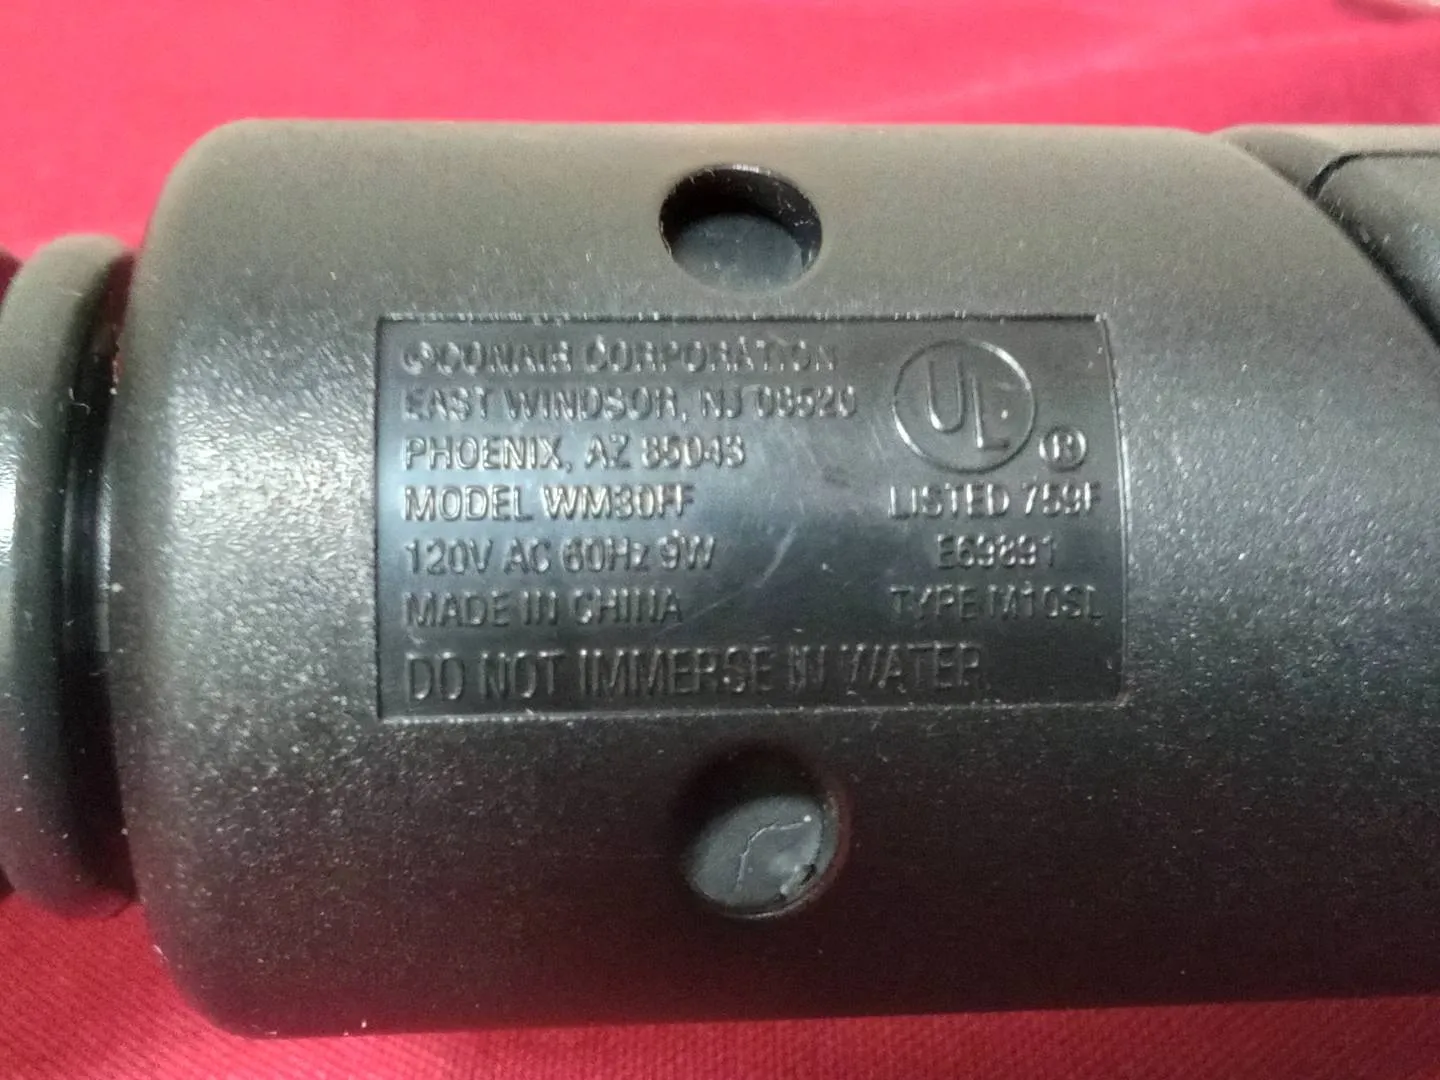 ©CONAIR CORPORATION
EAST WINDSOR, NJ 08520
PHOENIX, AZ 85043
MODEL WM30FF
120V AC 60Hz 9W
MADE IN CHINA
DO NOT IMMERSE IN WATER
UL ®
LISTED 759F
E69891
TYPE M10SL